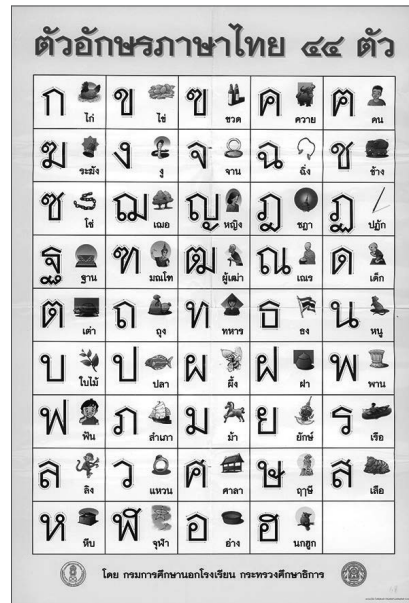 ตัวอักษรภาษาไทย ๔๔ ตัว
ก ไก่ ข ไข่ ฃ ขวด ค ควาย ฅ คน
ฆ ระฆัง ง งู จ จาน ฉ ฉิ่ง ช ช้าง
ซ โซ่ ฌ เฌอ ญ หญิง ฎ ชฎา ฏ ปฏัก
ฐ ฐาน ฑ มณโฑ ฒ ผู้เฒ่า ณ เณร ด เด็ก
ต เต่า ถ ถุง ท ทหาร ธ ธง น หนู
บ ใบไม้ ป ปลา ผ ผึ้ง ฝ ฝา พ พาน
ฟ ฟัน ภ สำเภา ม ม้า ย ยักษ์ ร เรือ
ล ลิง ว แหวน ศ ศาลา ษ ฤๅษี ส เสือ
ห หีบ ฬ จุฬา อ อ่าง ฮ นกฮูก
โดย กรมการศึกษานอกโรงเรียน กระทรวงศึกษาธิการ